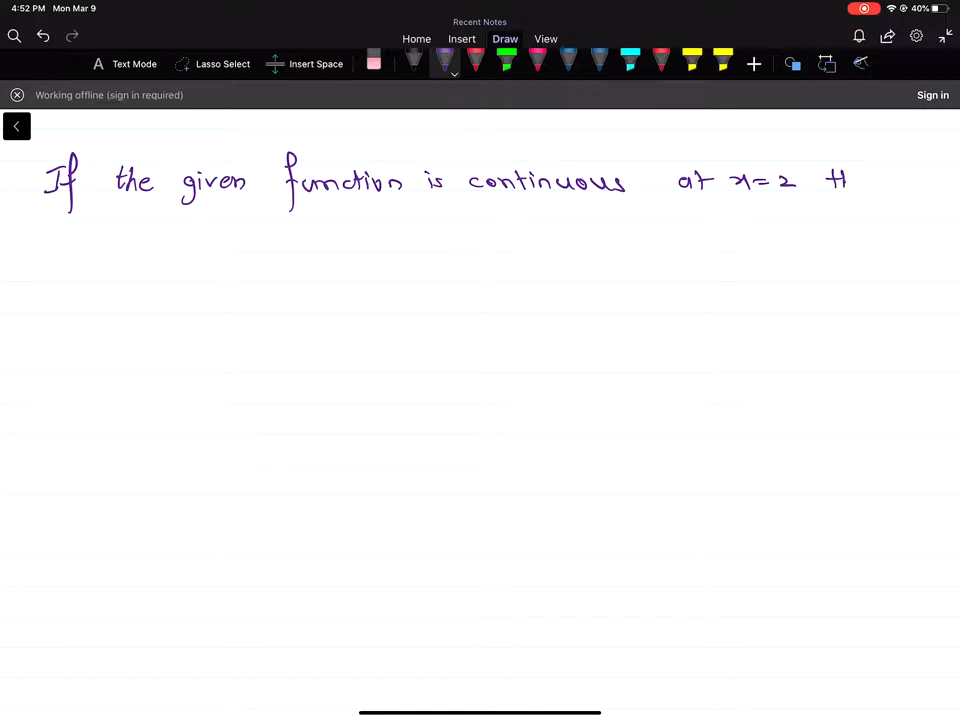 4:52 PM Mon Mar 9
40%
Recent Notes
Home Insert Draw View
Text Mode Lasso Select Insert Space
Working offline (sign in required) Sign in
If the given function is continuous at x=2